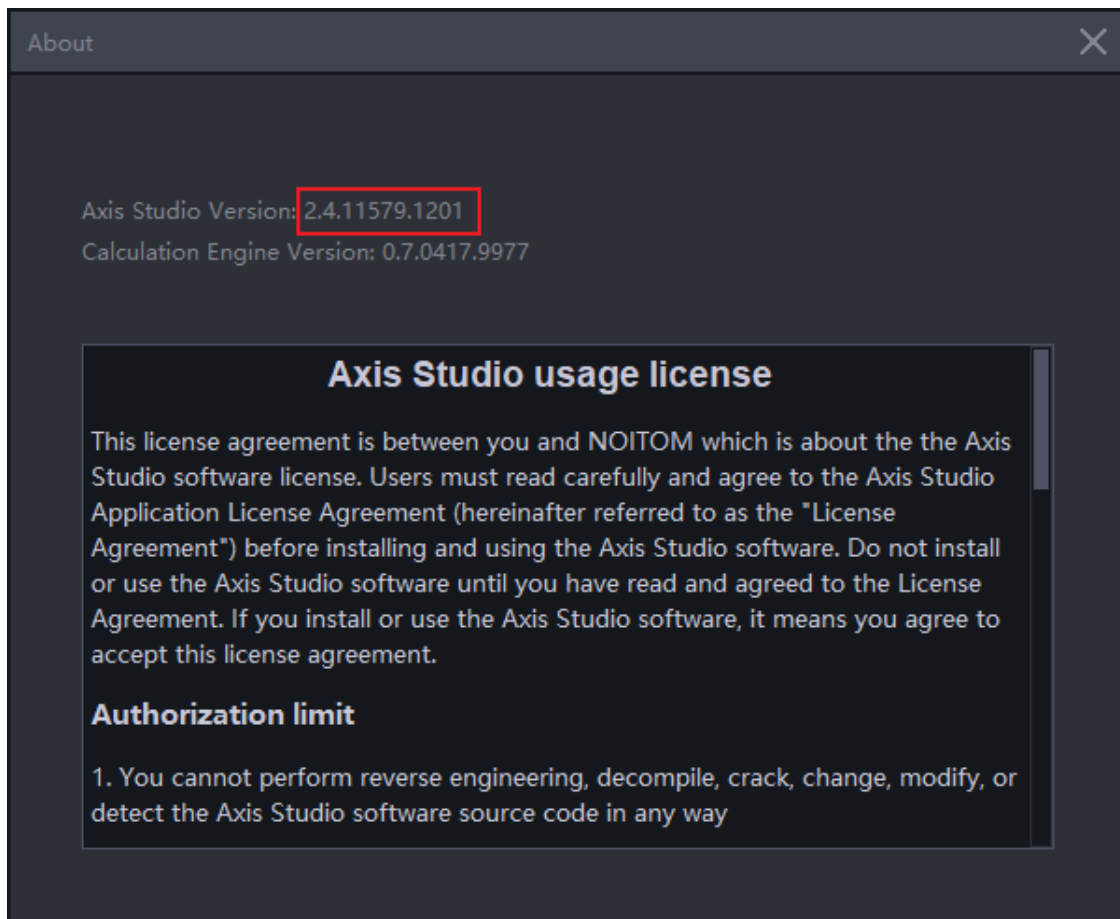 About
Axis Studio Version: 2.4.11579.1201
Calculation Engine Version: 0.7.0417.9977
Axis Studio usage license
This license agreement is between you and NOITOM which is about the the Axis
Studio software license. Users must read carefully and agree to the Axis Studio
Application License Agreement (hereinafter referred to as the "License
Agreement") before installing and using the Axis Studio software. Do not install
or use the Axis Studio software until you have read and agreed to the License
Agreement. If you install or use the Axis Studio software, it means you agree to
accept this license agreement.
Authorization limit
1. You cannot perform reverse engineering, decompile, crack, change, modify, or
detect the Axis Studio software source code in any way